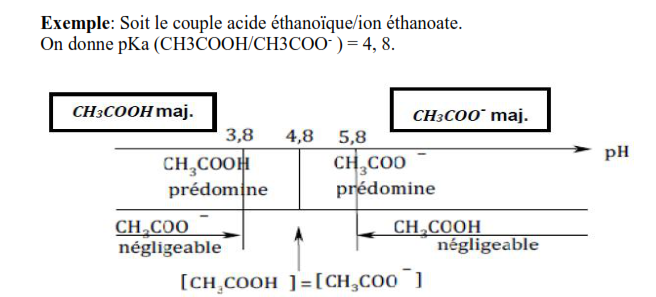 Exemple: Soit le couple acide éthanoïque/ion éthanoate.
On donne pKa (CH3COOH/CH3COO⁻ ) = 4, 8.
CH₃COOH maj.
CH₃COO⁻ maj.
3,8 4,8 5,8
pH
CH₃COOH CH₃COO⁻
prédomine prédomine
CH₃COO⁻ CH₃COOH
négligeable négligeable
[CH₃COOH ]=[CH₃COO⁻]